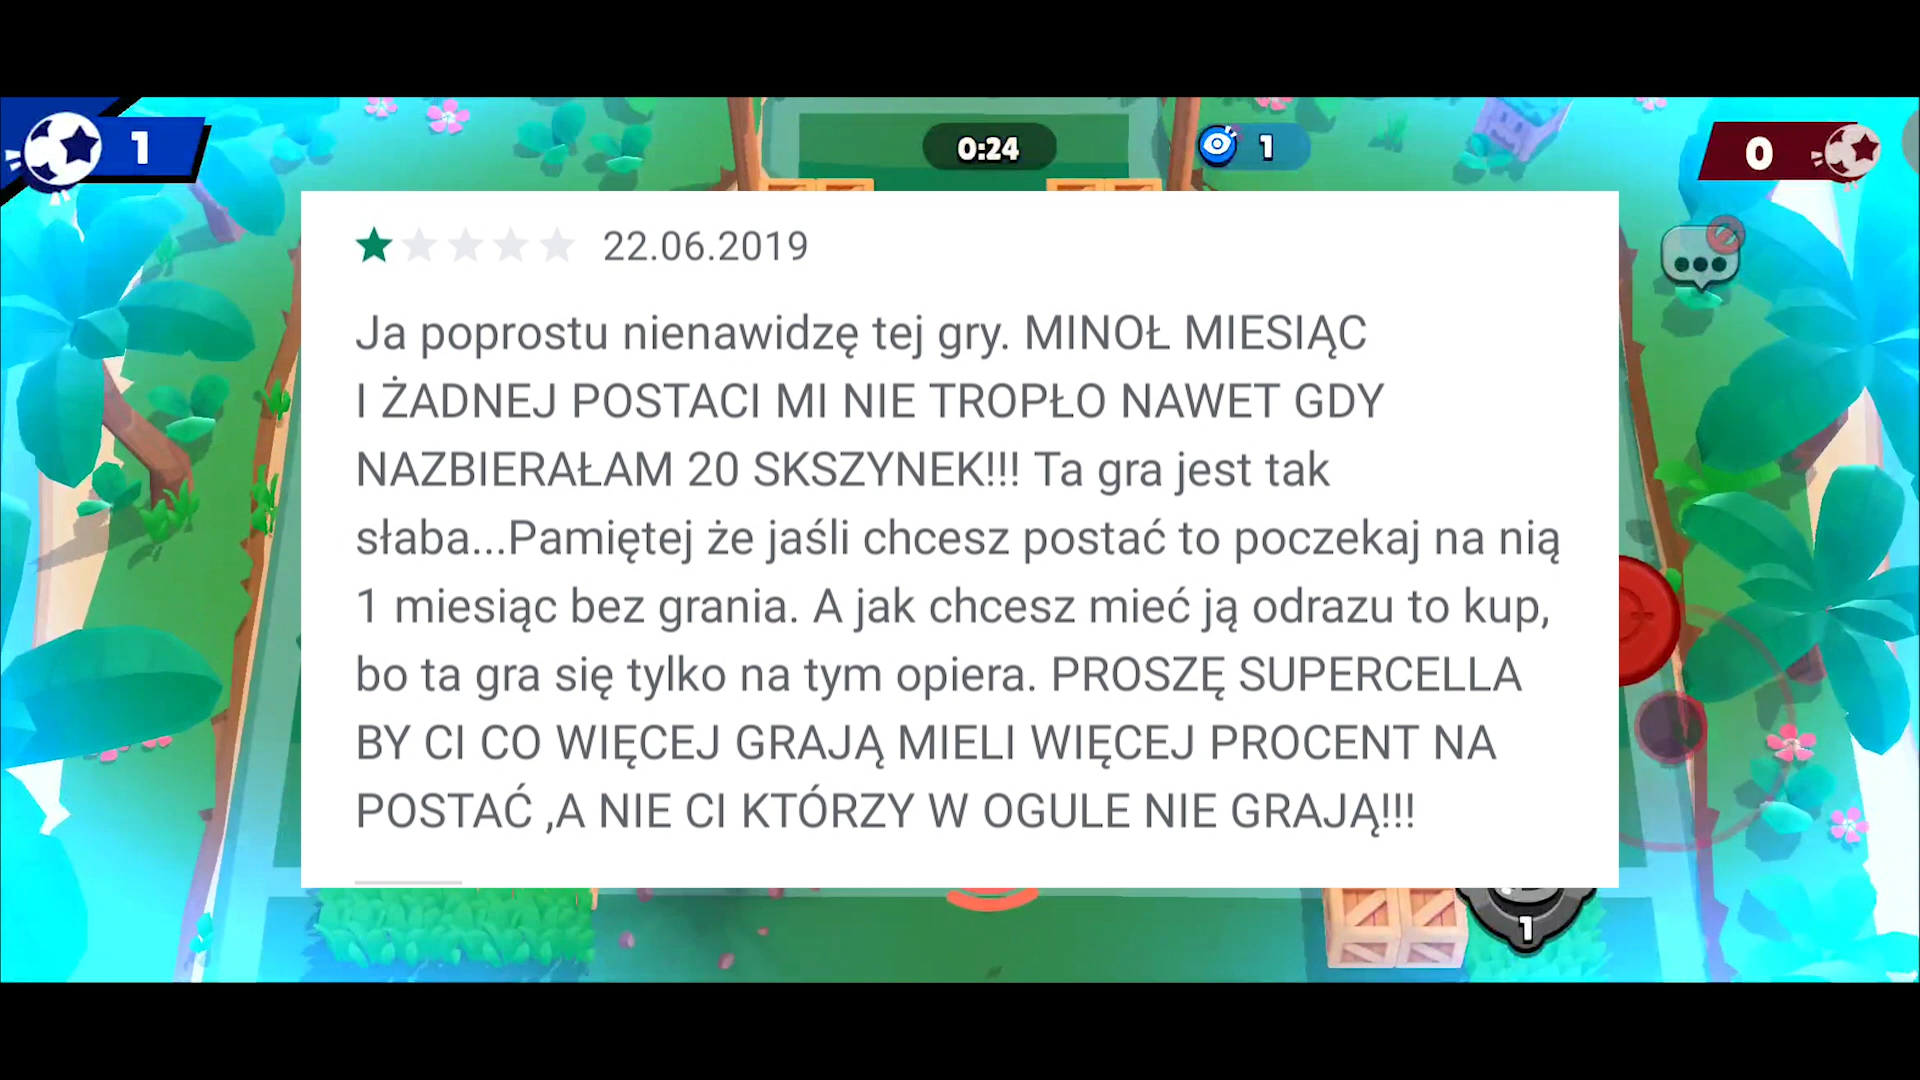 1
0:24
1
0
22.06.2019
Ja poprostu nienawidzę tej gry. MINOŁ MIESIĄC
I ŻADNEJ POSTACI MI NIE TROPŁO NAWET GDY
NAZBIERAŁAM 20 SKSZYNEK!!! Ta gra jest tak
słaba...Pamiętej że jaśli chcesz postać to poczekaj na nią
1 miesiąc bez grania. A jak chcesz mieć ją odrazu to kup,
bo ta gra się tylko na tym opiera. PROSZĘ SUPERCELLA
BY CI CO WIĘCEJ GRAJĄ MIELI WIĘCEJ PROCENT NA
POSTAĆ ,A NIE CI KTÓRZY W OGULE NIE GRAJĄ!!!
1